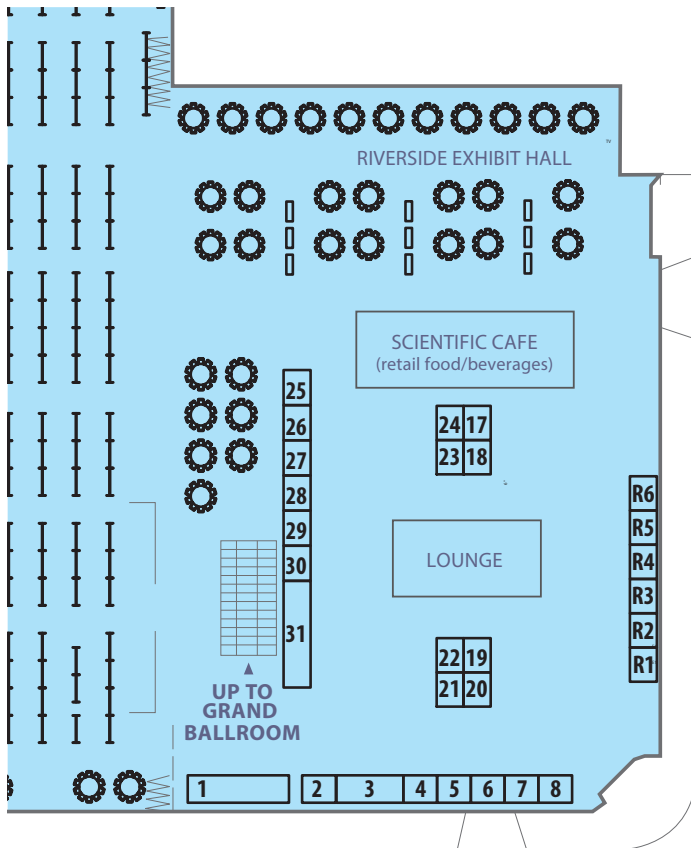 TV
RIVERSIDE EXHIBIT HALL
SCIENTIFIC CAFE
(retail food/beverages)
25
26
27
28
29
30
31
24 17
23 18
LOUNGE
R6
R5
R4
R3
R2
R1
22 19
21 20
UP TO
GRAND
BALLROOM
1 2 3 4 5 6 7 8